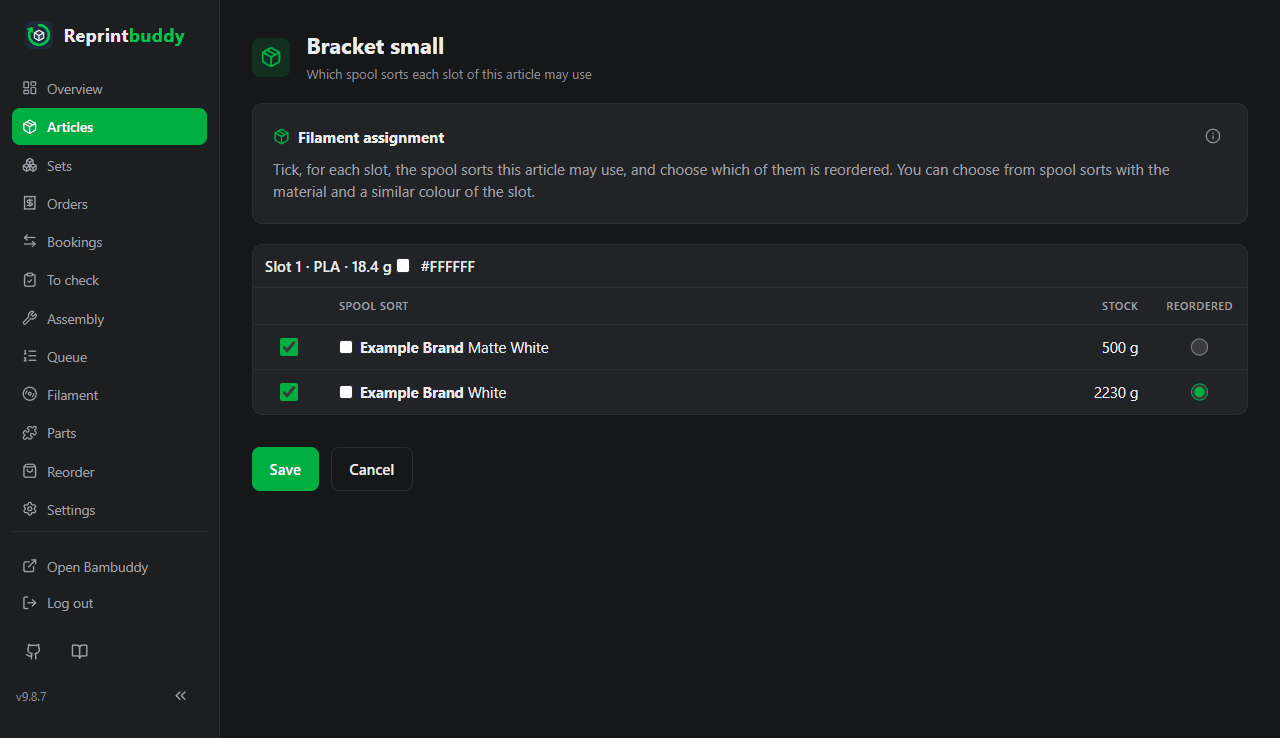 Reprintbuddy
Overview
Articles
Sets
Orders
Bookings
To check
Assembly
Queue
Filament
Parts
Reorder
Settings
Open Bambuddy
Log out
v9.8.7
Bracket small
Which spool sorts each slot of this article may use
Filament assignment
Tick, for each slot, the spool sorts this article may use, and choose which of them is reordered. You can choose from spool sorts with the
material and a similar colour of the slot.
Slot 1 · PLA · 18.4 g #FFFFFF
SPOOL SORT STOCK REORDERED
Example Brand Matte White 500 g
Example Brand White 2230 g
Save Cancel